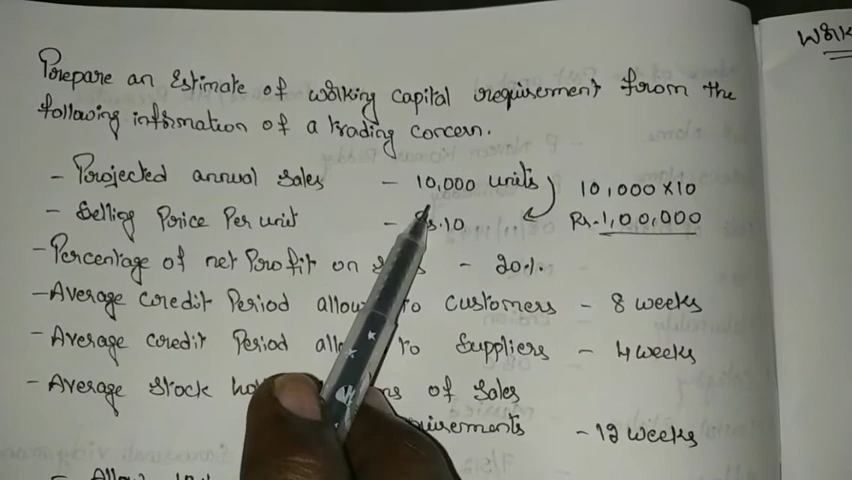 Prepare an Estimate of working capital requirement from the
following information of a trading concern.
- Projected annual sales - 10,000 units 10,000 x 10
- Selling Price Per unit - Rs.10 Rs.1,00,000
- Percentage of net Profit on - 20%.
- Average credit Period to customers - 8 weeks
- Average credit Period to suppliers - 4 weeks
- Average stock of sales
- 12 weeks